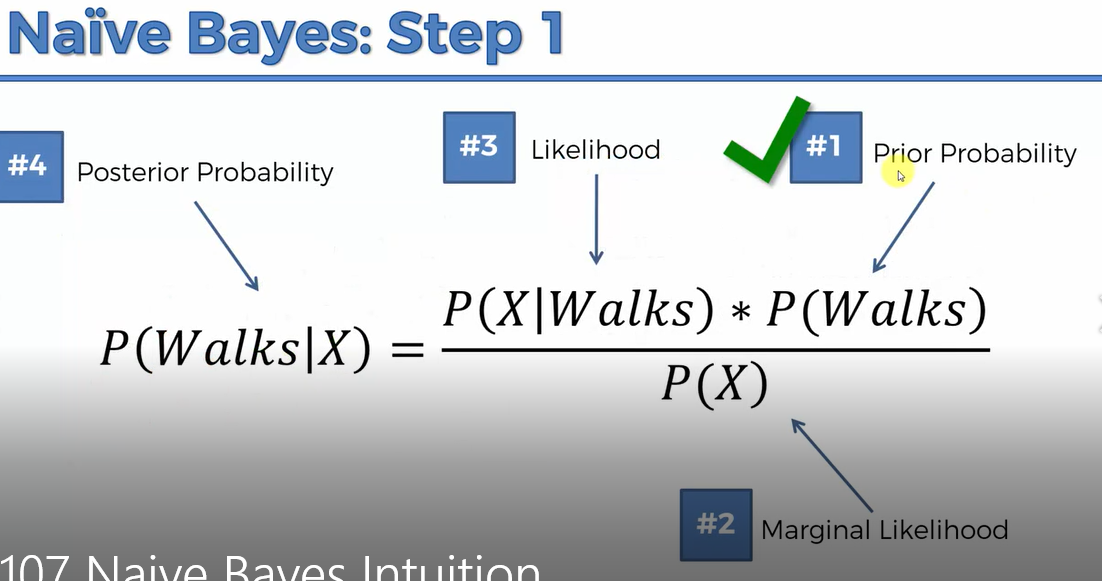 Naïve Bayes: Step 1
#4 Posterior Probability
#3 Likelihood
#1 Prior Probability
P(Walks|X) = P(X|Walks) * P(Walks)
P(X)
#2 Marginal Likelihood
107 Naive Bayes Intuition